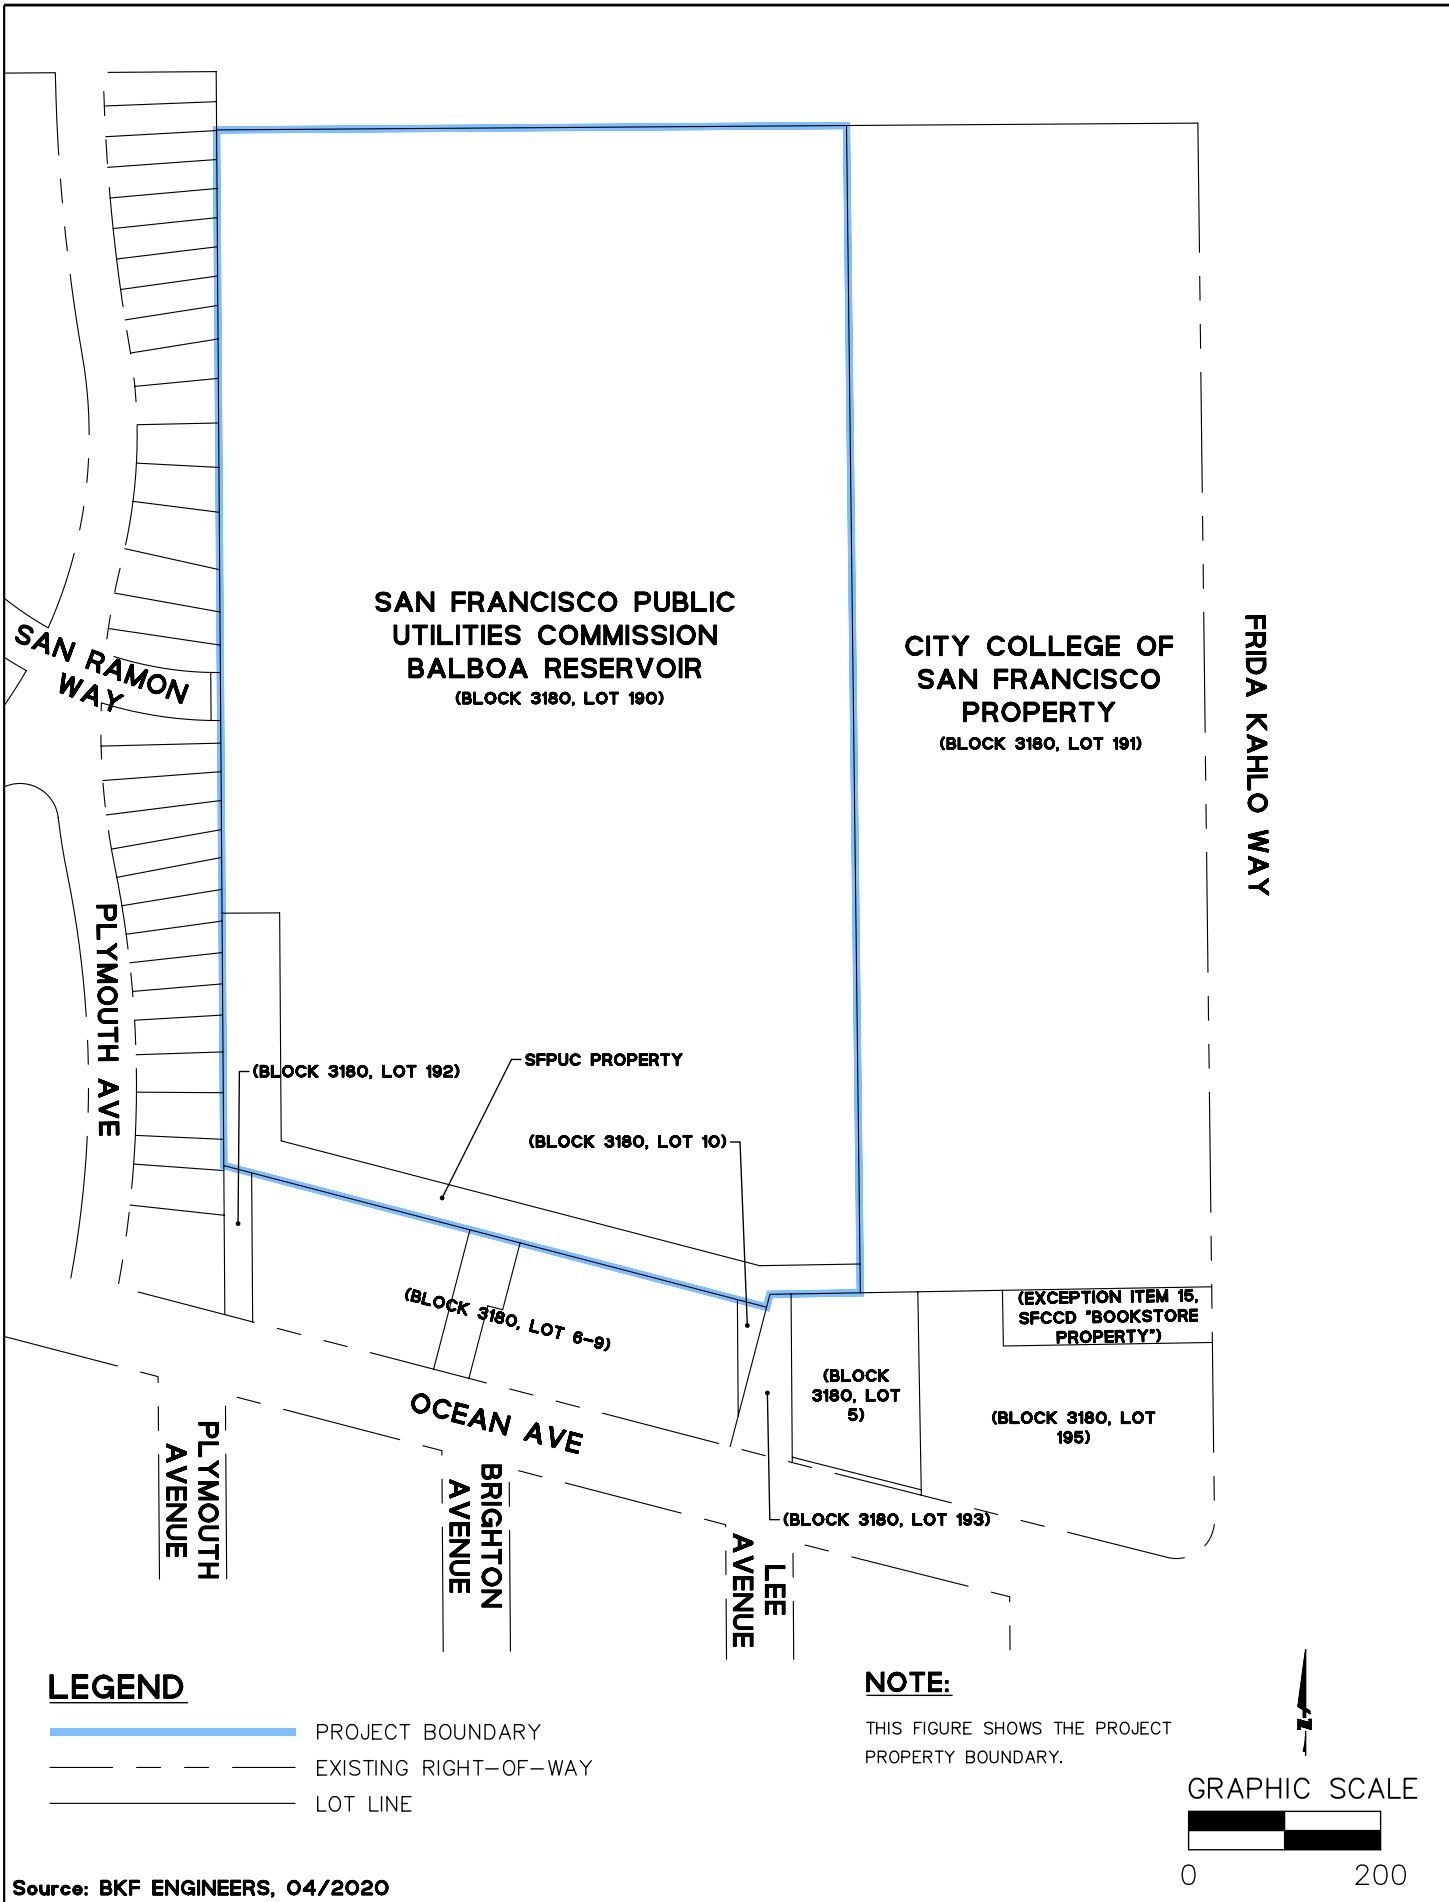 SAN FRANCISCO PUBLIC
UTILITIES COMMISSION
BALBOA RESERVOIR
(BLOCK 3180, LOT 190)
CITY COLLEGE OF
SAN FRANCISCO
PROPERTY
(BLOCK 3180, LOT 191)
FRIDA KAHLO WAY
SAN RAMON
WAY
PLYMOUTH AVE
(BLOCK 3180, LOT 192)
SFPUC PROPERTY
(BLOCK 3180, LOT 10)
(BLOCK 3180, LOT 6-9)
(EXCEPTION ITEM 15,
SFCCD "BOOKSTORE
PROPERTY")
(BLOCK
3180, LOT
5)
(BLOCK 3180, LOT
195)
OCEAN AVE
(BLOCK 3180, LOT 193)
PLYMOUTH
AVENUE
BRIGHTON
AVENUE
LEE
AVENUE
LEGEND
PROJECT BOUNDARY
EXISTING RIGHT-OF-WAY
LOT LINE
NOTE:
THIS FIGURE SHOWS THE PROJECT
PROPERTY BOUNDARY.
N
GRAPHIC SCALE
0 200
Source: BKF ENGINEERS, 04/2020